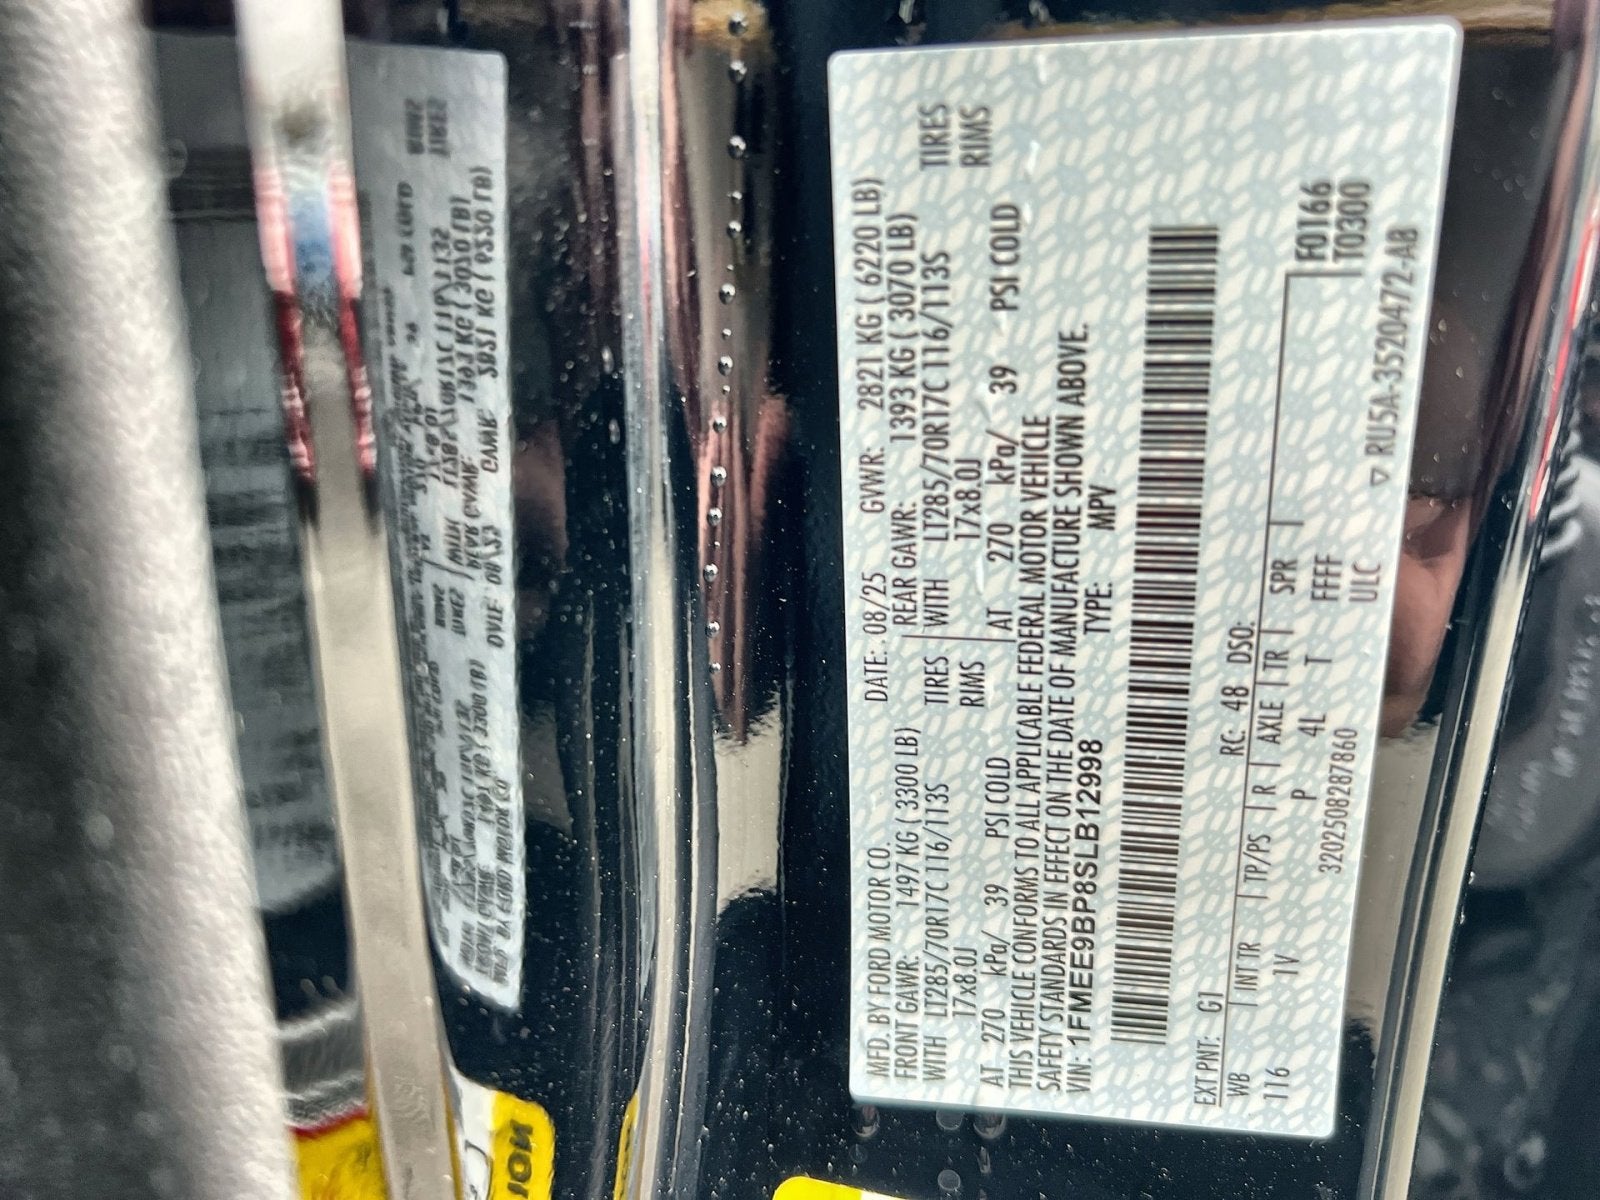 MFD. BY FORD MOTOR CO.
DATE: 08/25 GVWR: 2821 KG ( 6220 LB)
FRONT GAWR: 1497 KG ( 3300 LB)
REAR GAWR: 1393 KG ( 3070 LB)
WITH LT285/70R17C 116/113S TIRES
WITH LT285/70R17C 116/113S TIRES
17x8.0J RIMS
17x8.0J RIMS
AT 270 kPa/ 39 PSI COLD
AT 270 kPa/ 39 PSI COLD
THIS VEHICLE CONFORMS TO ALL APPLICABLE FEDERAL MOTOR VEHICLE
SAFETY STANDARDS IN EFFECT ON THE DATE OF MANUFACTURE SHOWN ABOVE.
VIN: 1FMEE9BP8SLB12998 TYPE: MPV
EXT PNT: G1 RC: 48 DSO:
WB INT TR TP/PS R AXLE TR SPR
F0166
116 1V P 4L T FFFF
T0300
3202508287860 ULC
RU5A-3520472-AB